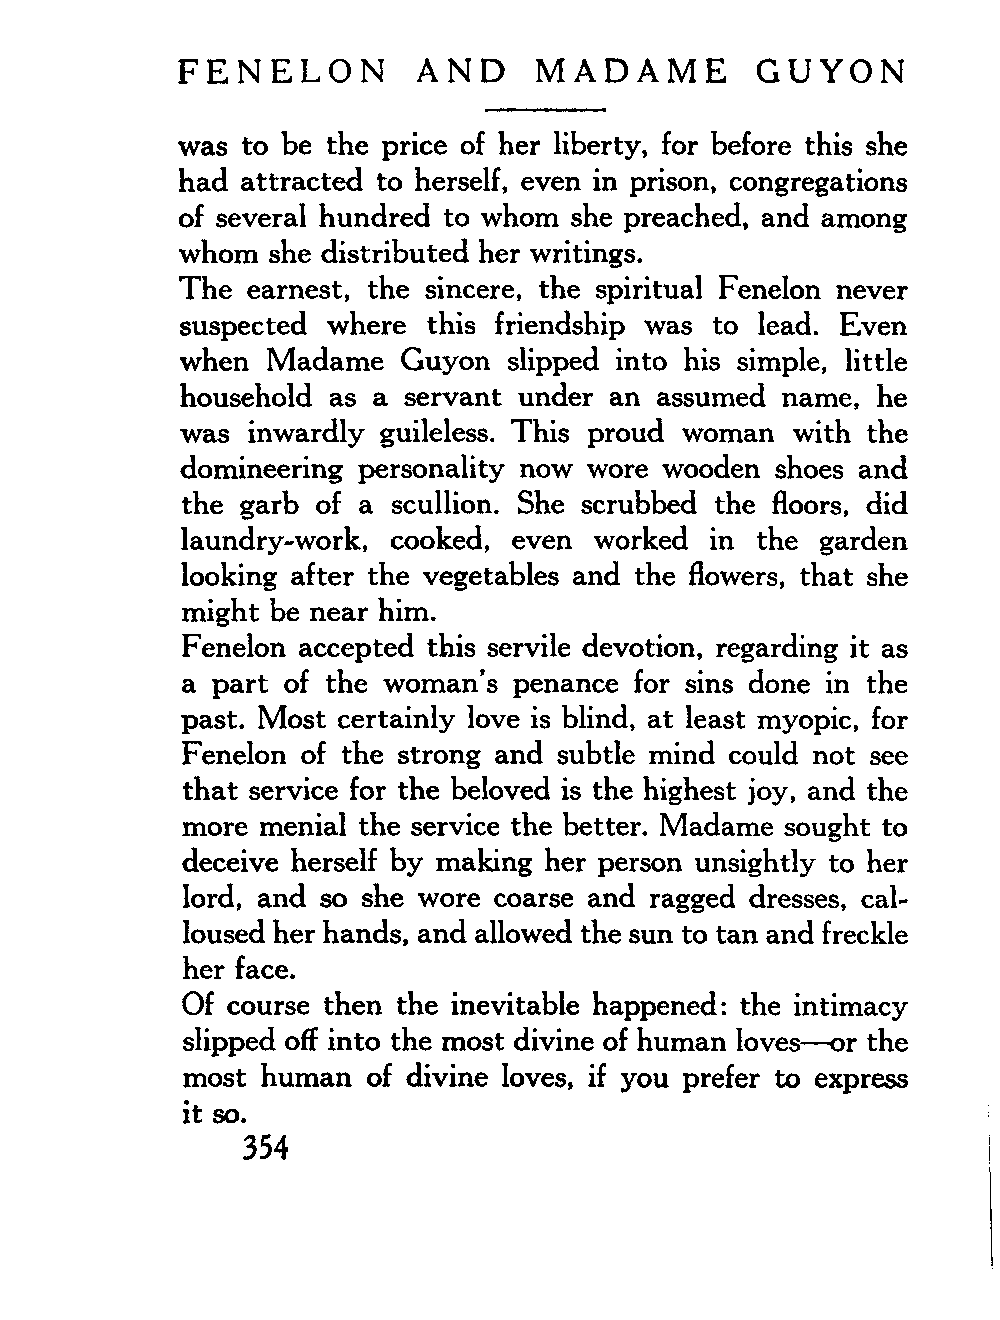 FENELON AND MADAME GUYON
was to be the price of her liberty, for before this she
had attracted to herself, even in prison, congregations
of several hundred to whom she preached, and among
whom she distributed her writings.
The earnest, the sincere, the spiritual Fenelon never
suspected where this friendship was to lead. Even
when Madame Guyon slipped into his simple, little
household as a servant under an assumed name, he
was inwardly guileless. This proud woman with the
domineering personality now wore wooden shoes and
the garb of a scullion. She scrubbed the floors, did
laundry-work, cooked, even worked in the garden
looking after the vegetables and the flowers, that she
might be near him.
Fenelon accepted this servile devotion, regarding it as
a part of the woman's penance for sins done in the
past. Most certainly love is blind, at least myopic, for
Fenelon of the strong and subtle mind could not see
that service for the beloved is the highest joy, and the
more menial the service the better. Madame sought to
deceive herself by making her person unsightly to her
lord, and so she wore coarse and ragged dresses, cal-
loused her hands, and allowed the sun to tan and freckle
her face.
Of course then the inevitable happened: the intimacy
slipped off into the most divine of human loves—or the
most human of divine loves, if you prefer to express
it so.
354